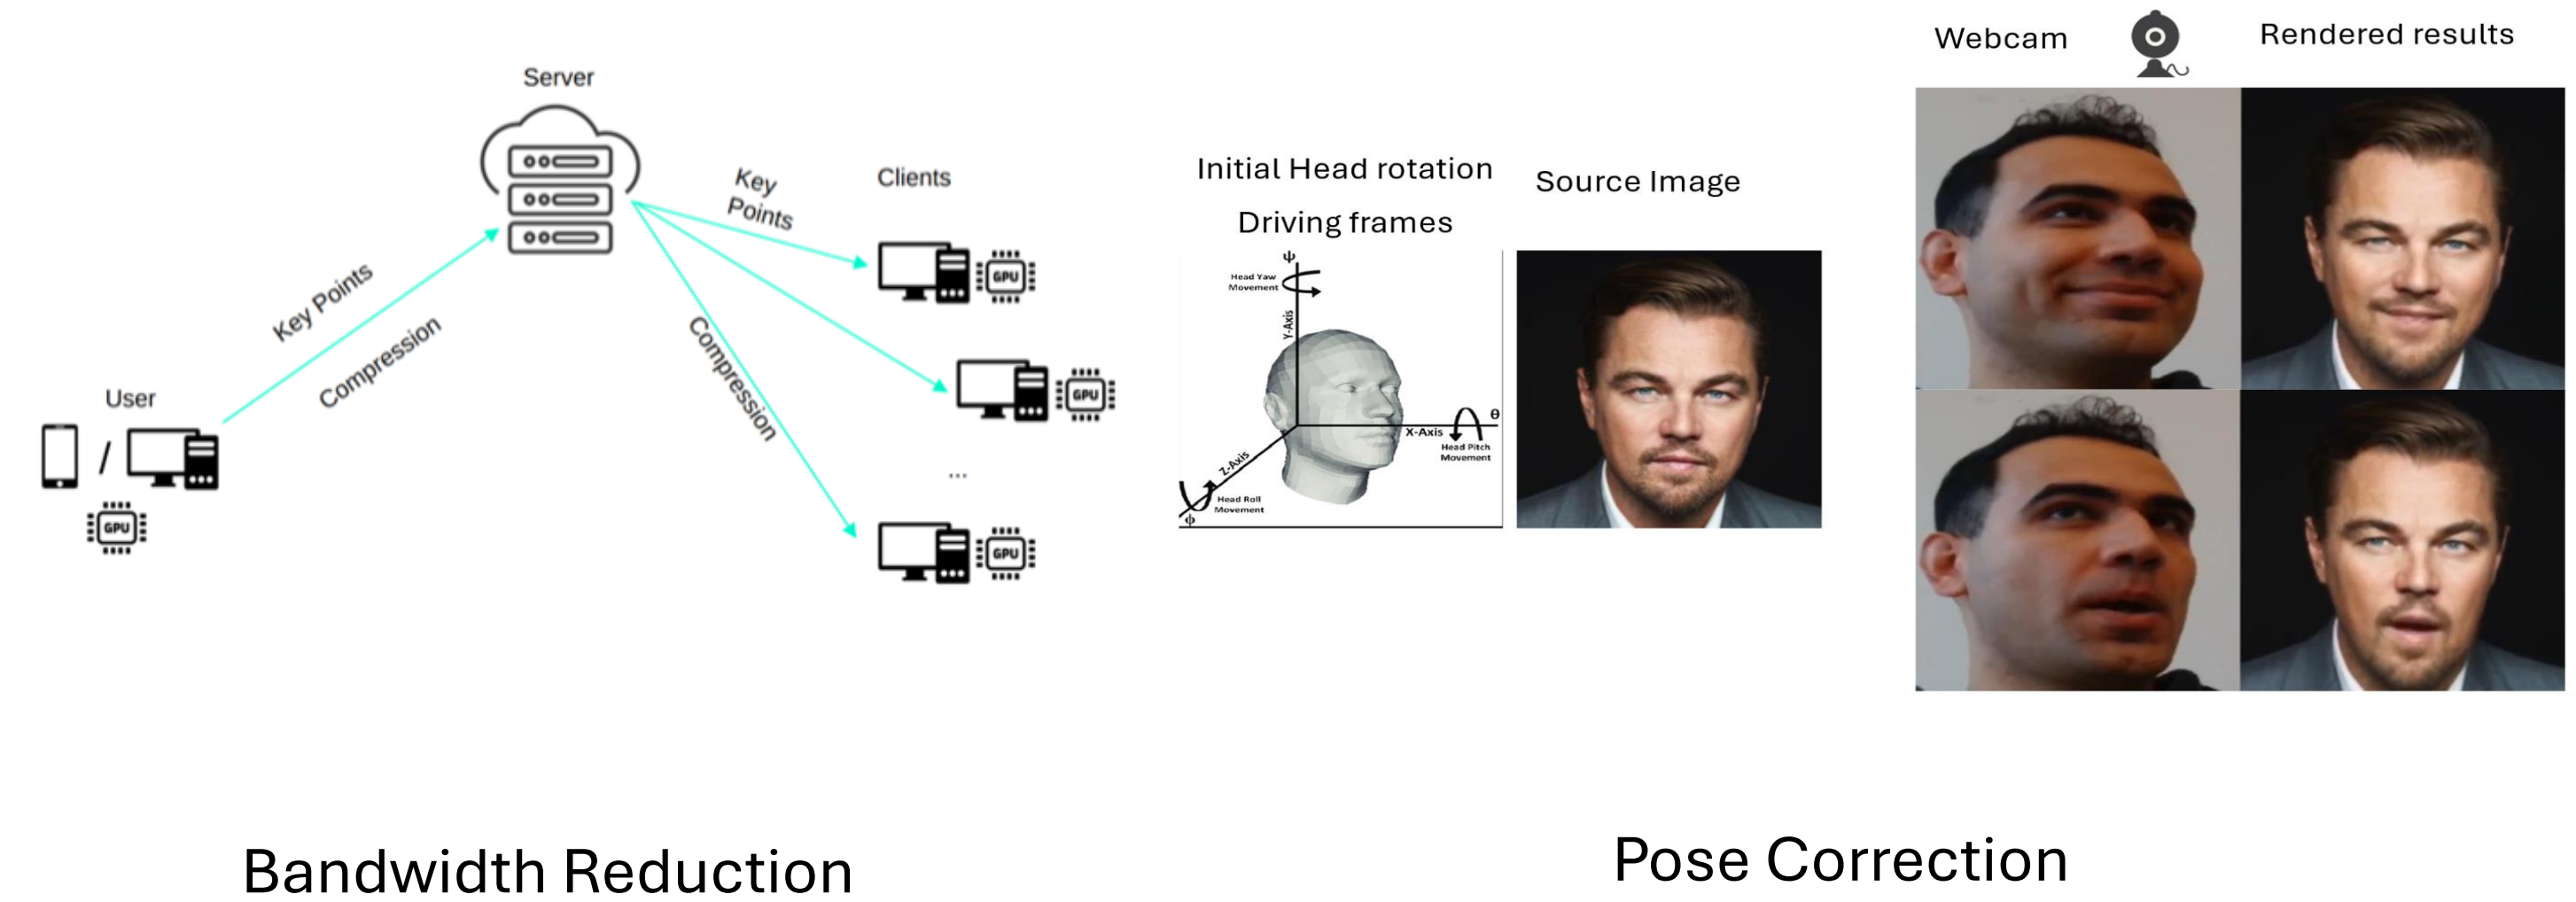 Server
Key
Points
Clients
Key Points
Compression
Compression
User
/
GPU
GPU
GPU
...
GPU
Bandwidth Reduction
Initial Head rotation
Driving frames
Source Image
ψ
Head Yaw
Movement
Y-Axis
θ
X-Axis
Head Pitch
Movement
Z-Axis
Head Roll
Movement
ϕ
Webcam
Rendered results
Pose Correction